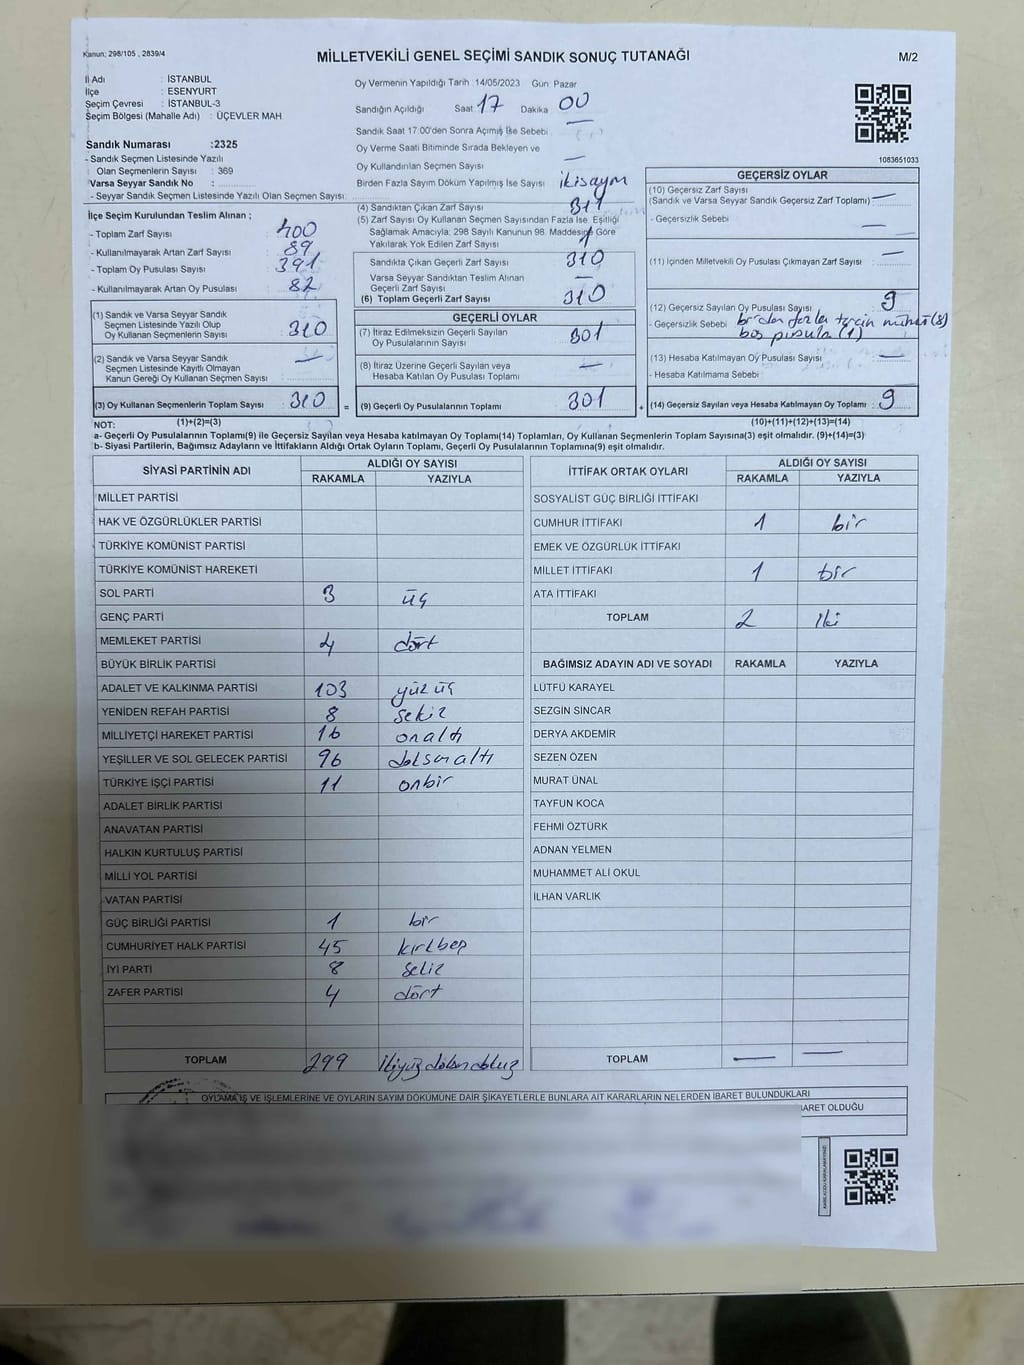 Kanun; 298/105 , 2839/4
MİLLETVEKİLİ GENEL SEÇİMİ SANDIK SONUÇ TUTANAĞI
M/2
İl Adı : İSTANBUL
İlçe : ESENYURT
Seçim Çevresi : İSTANBUL-3
Seçim Bölgesi (Mahalle Adı) : ÜÇEVLER MAH
Sandık Numarası :2325
- Sandık Seçmen Listesinde Yazılı
Olan Seçmenlerin Sayısı : 369
Varsa Seyyar Sandık No :
- Seyyar Sandık Seçmen Listesinde Yazılı Olan Seçmen Sayısı:
İlçe Seçim Kurulundan Teslim Alınan ;
- Toplam Zarf Sayısı 400
- Kullanılmayarak Artan Zarf Sayısı 89
- Toplam Oy Pusulası Sayısı 391
- Kullanılmayarak Artan Oy Pusulası 82
(1) Sandık ve Varsa Seyyar Sandık
Seçmen Listesinde Yazılı Olup
Oy Kullanan Seçmenlerin Sayısı 310
(2) Sandık ve Varsa Seyyar Sandık
Seçmen Listesinde Kayıtlı Olmayan
Kanun Gereği Oy Kullanan Seçmen Sayısı —
(3) Oy Kullanan Seçmenlerin Toplam Sayısı 310
(1)+(2)=(3)
Oy Vermenin Yapıldığı Tarih 14/05/2023 Gün Pazar
Sandığın Açıldığı Saat 17 Dakika 00
Sandık Saat 17:00'den Sonra Açılmış İse Sebebi —
Oy Verme Saati Bitiminde Sırada Bekleyen ve
Oy Kullandırılan Seçmen Sayısı —
Birden Fazla Sayım Döküm Yapılmış İse Sayısı ikisayım
(4) Sandıktan Çıkan Zarf Sayısı 311
(5) Zarf Sayısı Oy Kullanan Seçmen Sayısından Fazla İse, Eşitliği
Sağlamak Amacıyla; 298 Sayılı Kanunun 98. Maddesine Göre
Yakılarak Yok Edilen Zarf Sayısı 1
Sandıkta Çıkan Geçerli Zarf Sayısı 310
Varsa Seyyar Sandıktan Teslim Alınan
Geçerli Zarf Sayısı —
(6) Toplam Geçerli Zarf Sayısı 310
GEÇERLİ OYLAR
(7) İtiraz Edilmeksizin Geçerli Sayılan
Oy Pusulalarının Sayısı 301
(8) İtiraz Üzerine Geçerli Sayılan veya
Hesaba Katılan Oy Pusulası Toplamı —
= (9) Geçerli Oy Pusulalarının Toplamı 301
1083651033
GEÇERSİZ OYLAR
(10) Geçersiz Zarf Sayısı
(Sandık ve Varsa Seyyar Sandık Geçersiz Zarf Toplamı) —
- Geçersizlik Sebebi — —
(11) İçinden Milletvekili Oy Pusulası Çıkmayan Zarf Sayısı —
(12) Geçersiz Sayılan Oy Pusulası Sayısı 9
- Geçersizlik Sebebi birden fazla tercin mührü (8)
boş pusula (1)
(13) Hesaba Katılmayan Oy Pusulası Sayısı —
- Hesaba Katılmama Sebebi
+ (14) Geçersiz Sayılan veya Hesaba Katılmayan Oy Toplamı 9
(10)+(11)+(12)+(13)=(14)
NOT:
a- Geçerli Oy Pusulalarının Toplamı(9) ile Geçersiz Sayılan veya Hesaba katılmayan Oy Toplamı(14) Toplamları, Oy Kullanan Seçmenlerin Toplam Sayısına(3) eşit olmalıdır. (9)+(14)=(3)
b- Siyasi Partilerin, Bağımsız Adayların ve İttifakların Aldığı Ortak Oyların Toplamı, Geçerli Oy Pusulalarının Toplamına(9) eşit olmalıdır.
SİYASİ PARTİNİN ADI ALDIĞI OY SAYISI
RAKAMLA YAZIYLA
MİLLET PARTİSİ
HAK VE ÖZGÜRLÜKLER PARTİSİ
TÜRKİYE KOMÜNİST PARTİSİ
TÜRKİYE KOMÜNİST HAREKETİ
SOL PARTİ 3 üç
GENÇ PARTİ
MEMLEKET PARTİSİ 4 dört
BÜYÜK BİRLİK PARTİSİ
ADALET VE KALKINMA PARTİSİ 103 yüz üç
YENİDEN REFAH PARTİSİ 8 sekiz
MİLLİYETÇİ HAREKET PARTİSİ 16 onaltı
YEŞİLLER VE SOL GELECEK PARTİSİ 96 doksanaltı
TÜRKİYE İŞÇİ PARTİSİ 11 onbir
ADALET BİRLİK PARTİSİ
ANAVATAN PARTİSİ
HALKIN KURTULUŞ PARTİSİ
MİLLİ YOL PARTİSİ
VATAN PARTİSİ
GÜÇ BİRLİĞİ PARTİSİ 1 bir
CUMHURİYET HALK PARTİSİ 45 kırkbeş
İYİ PARTİ 8 sekiz
ZAFER PARTİSİ 4 dört
TOPLAM 299 ikiyüz doksan dokuz
İTTİFAK ORTAK OYLARI ALDIĞI OY SAYISI
RAKAMLA YAZIYLA
SOSYALİST GÜÇ BİRLİĞİ İTTİFAKI
CUMHUR İTTİFAKI 1 bir
EMEK VE ÖZGÜRLÜK İTTİFAKI
MİLLET İTTİFAKI 1 bir
ATA İTTİFAKI
TOPLAM 2 iki
BAĞIMSIZ ADAYIN ADI VE SOYADI RAKAMLA YAZIYLA
LÜTFÜ KARAYEL
SEZGİN SİNCAR
DERYA AKDEMİR
SEZEN ÖZEN
MURAT ÜNAL
TAYFUN KOCA
FEHMİ ÖZTÜRK
ADNAN YELMEN
MUHAMMET ALİ OKUL
İLHAN VARLIK
TOPLAM — —
OYLAMA İŞ VE İŞLEMLERİNE VE OYLARIN SAYIM DÖKÜMÜNE DAİR ŞİKAYETLERLE BUNLARA AİT KARARLARIN NELERDEN İBARET BULUNDUKLARI
İBARET OLDUĞU